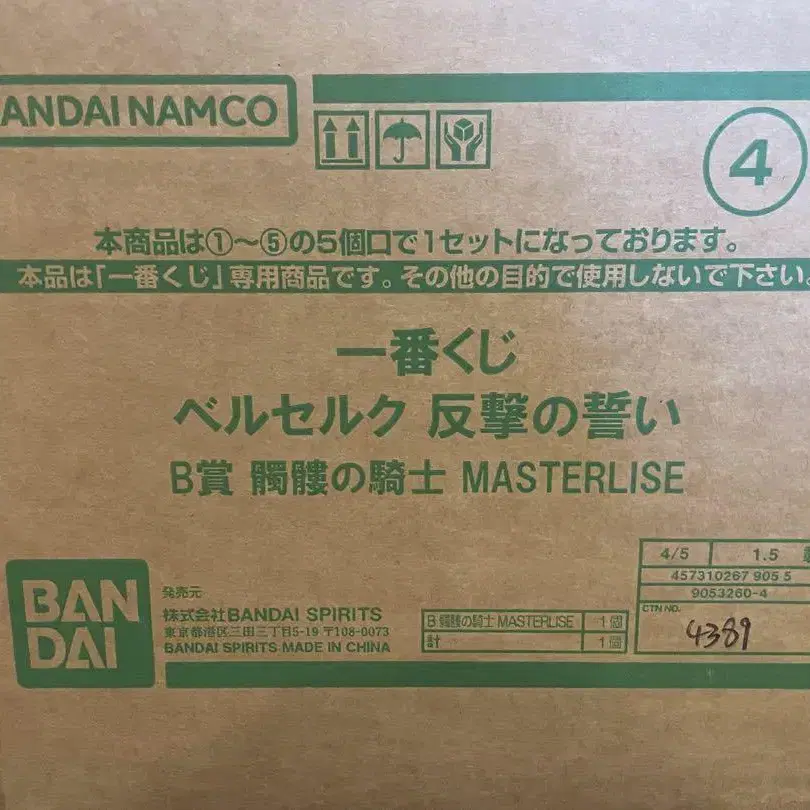 BANDAI NAMCO
4
本商品は①~⑤の5個口で1セットになっております。
本品は「一番くじ」専用商品です。その他の目的で使用しないで下さい。
一番くじ
ベルセルク 反撃の誓い
B賞 髑髏の騎士 MASTERLISE
BANDAI
発売元
株式会社BANDAI SPIRITS
東京都港区三田三丁目5-19 〒108-0073
BANDAI SPIRITS MADE IN CHINA
B 髑髏の騎士 MASTERLISE 1個
計 1個
4/5 1.5
457310267 905 5
9053260-4
CTN NO.
4389